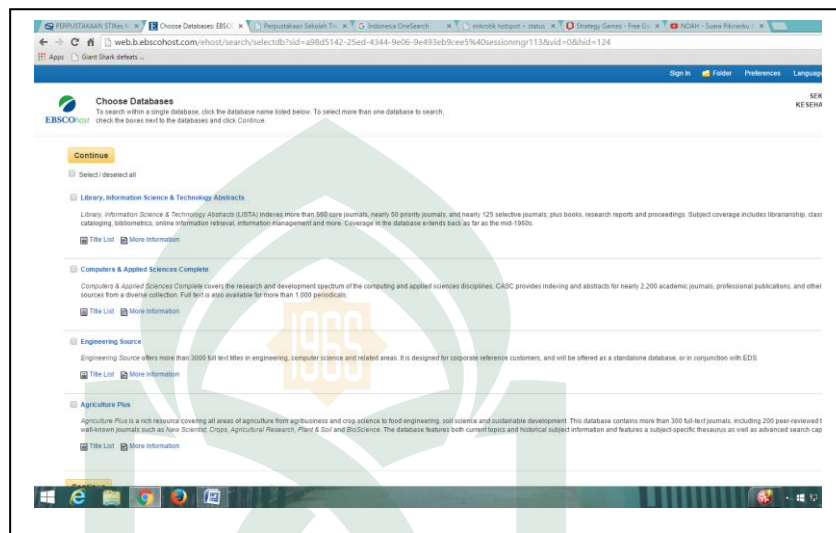 PERPUSTAKAAN STIKes
Choose Databases: EBSCO
Perpustakaan Sekolah Tin
Indonesia OneSearch
mikrotik hotspot - status
Strategy Games - Free G
NOAH - Suara Pikiranku
web.b.ebscohost.com/ehost/search/selectdb?sid=a98d5142-25ed-4344-9e06-9e493eb9cee5%40sessionmgr113&vid=0&hid=124
Apps Giant Shark defeats ...
Sign In Folder Preferences Language
Choose Databases
To search within a single database, click the database name listed below. To select more than one database to search,
check the boxes next to the databases and click Continue.
EBSCOhost
SEK
KESEHA
Continue
Select / deselect all
Library, Information Science & Technology Abstracts
Library, Information Science & Technology Abstracts (LISTA) indexes more than 560 core journals, nearly 50 priority journals, and nearly 125 selective journals; plus books, research reports and proceedings. Subject coverage includes librarianship, clas
cataloging, bibliometrics, online information retrieval, information management and more. Coverage in the database extends back as far as the mid-1960s.
Title List More Information
Computers & Applied Sciences Complete
Computers & Applied Sciences Complete covers the research and development spectrum of the computing and applied sciences disciplines. CASC provides indexing and abstracts for nearly 2,200 academic journals, professional publications, and other
sources from a diverse collection. Full text is also available for more than 1,000 periodicals.
Title List More Information
1965
Engineering Source
Engineering Source offers more than 3000 full text titles in engineering, computer science and related areas. It is designed for corporate reference customers, and will be offered as a standalone database, or in conjunction with EDS.
Title List More Information
Agriculture Plus
Agriculture Plus is a rich resource covering all areas of agriculture from agribusiness and crop science to food engineering, soil science and sustainable development. This database contains more than 300 full-text journals, including 200 peer-reviewed
well-known journals such as New Scientist, Crops, Agricultural Research, Plant & Soil and BioScience. The database features both current topics and historical subject information and features a subject-specific thesaurus as well as advanced search cap
Title List More Information
Continue